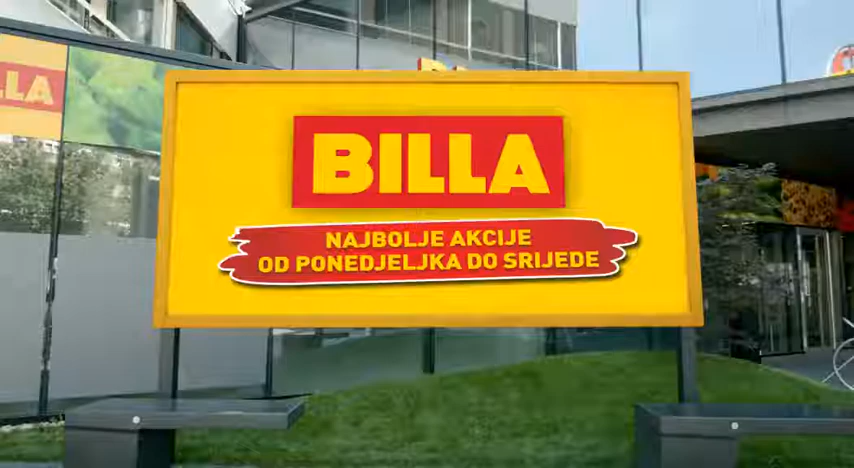 LLA
BILLA
NAJBOLJE AKCIJE
OD PONEDJELJKA DO SRIJEDE